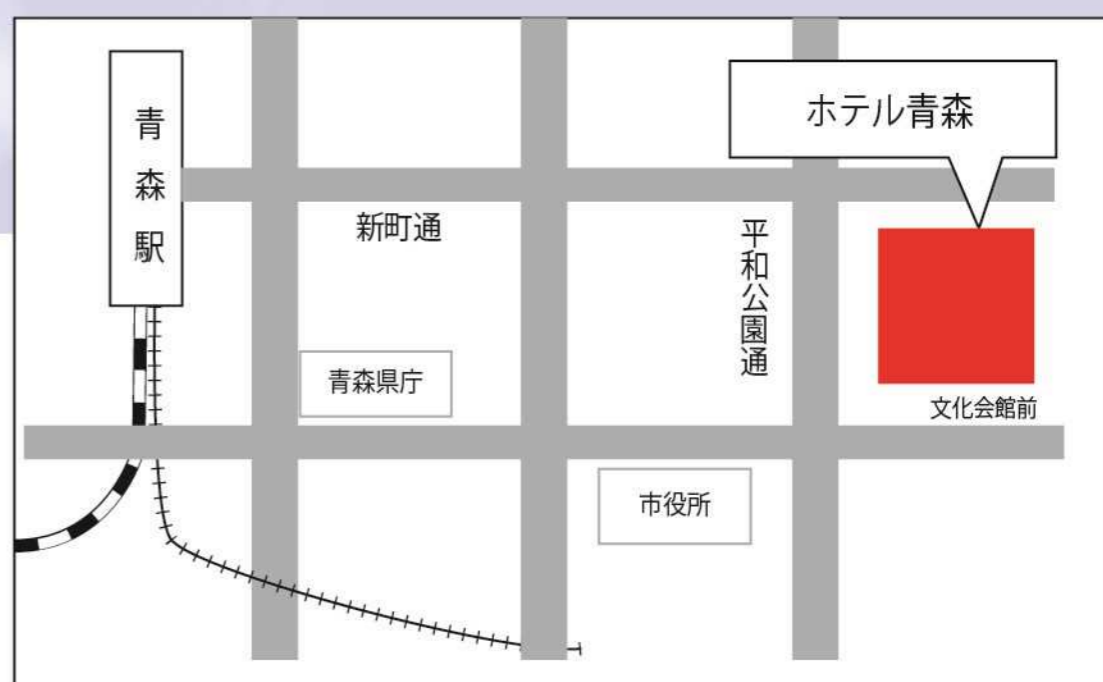 青森駅
ホテル青森
新町通
平和公園通
青森県庁
文化会館前
市役所